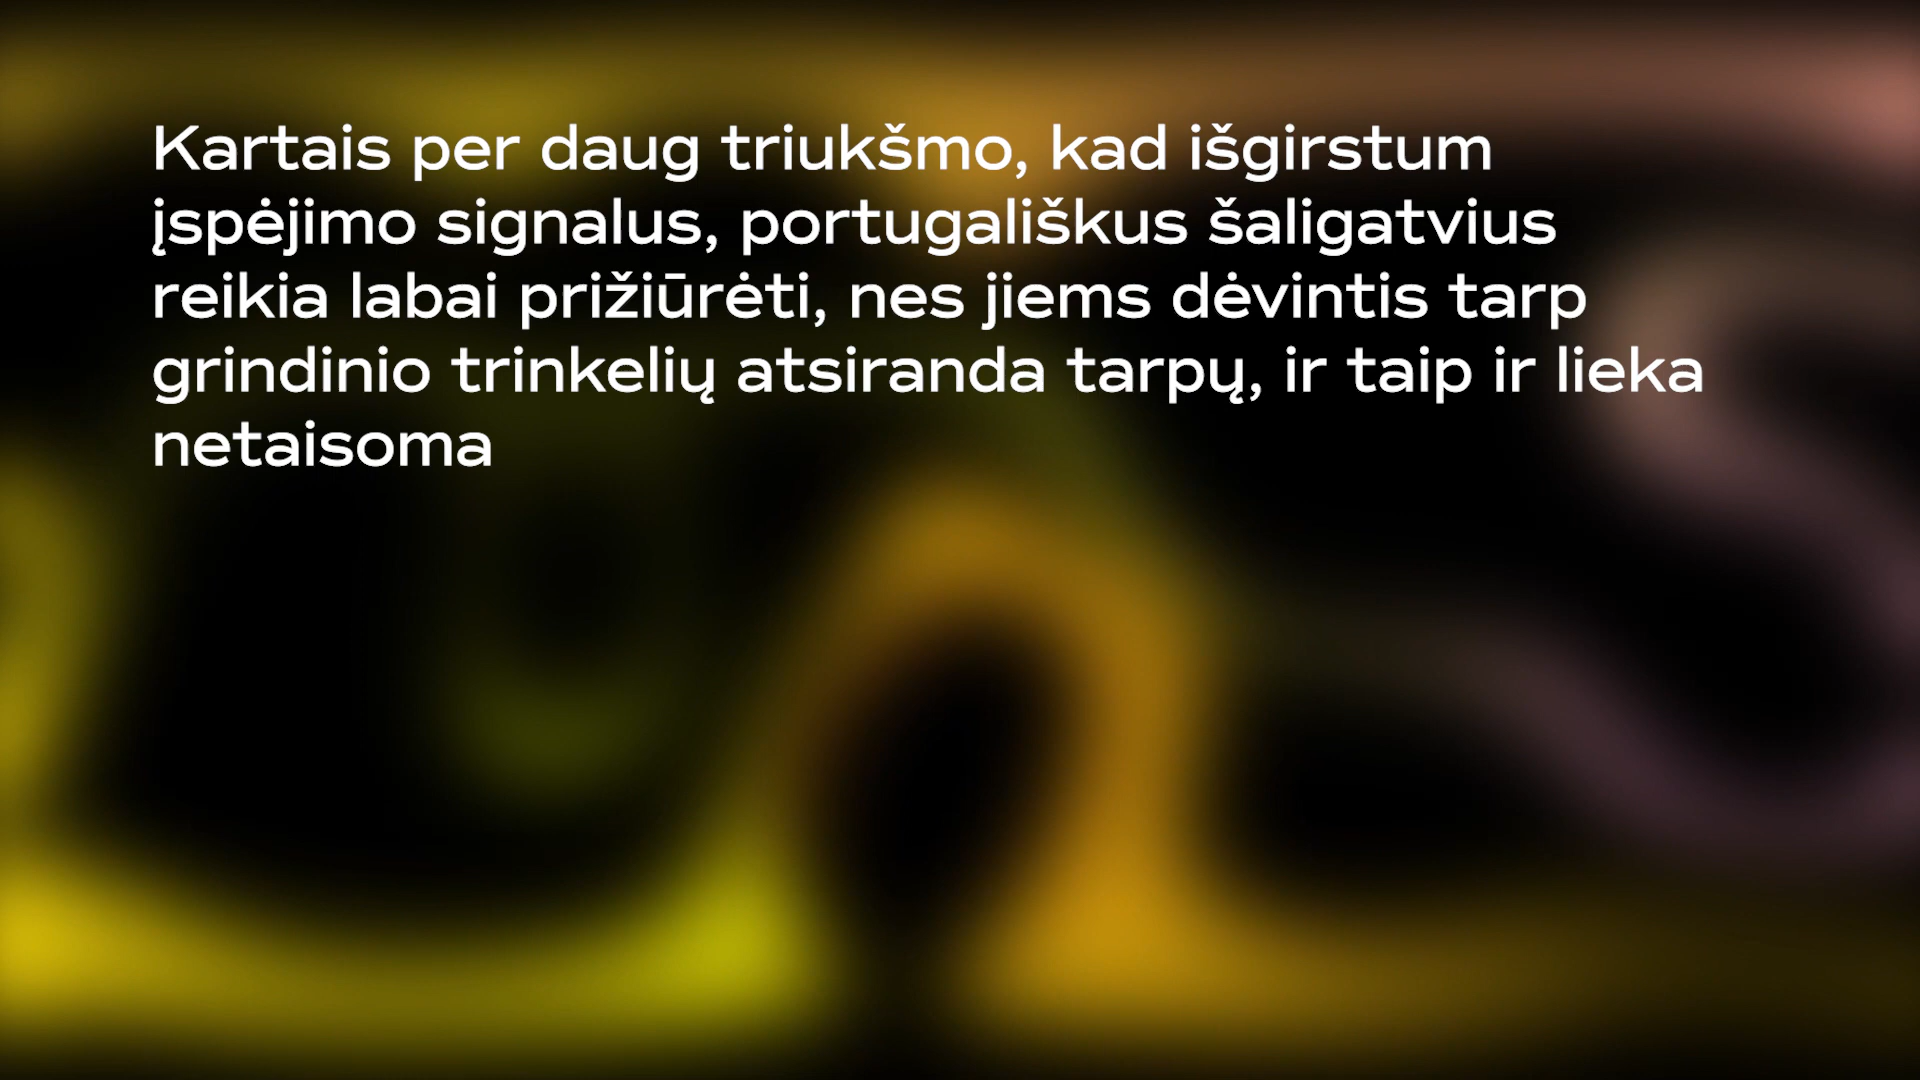 Kartais per daug triukšmo, kad išgirstum
įspėjimo signalus, portugališkus šaligatvius
reikia labai prižiūrėti, nes jiems dėvintis tarp
grindinio trinkelių atsiranda tarpų, ir taip ir lieka
netaisoma